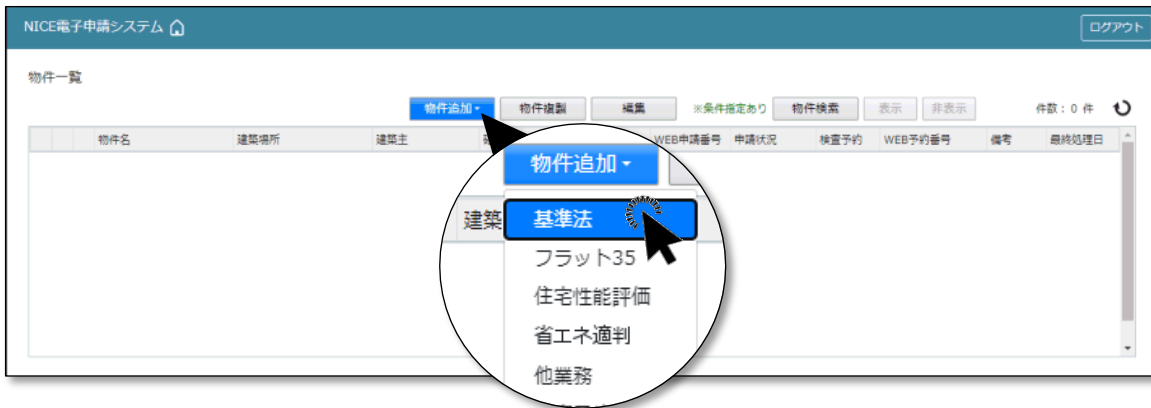 NICE電子申請システム
ログアウト
物件一覧
物件追加 物件複製 編集 ※条件指定あり 物件検索 表示 非表示 件数：0 件
物件名 建築場所 建築主 WEB申請番号 申請状況 検査予約 WEB予約番号 備考 最終処理日
物件追加
建築
基準法
フラット35
住宅性能評価
省エネ適判
他業務